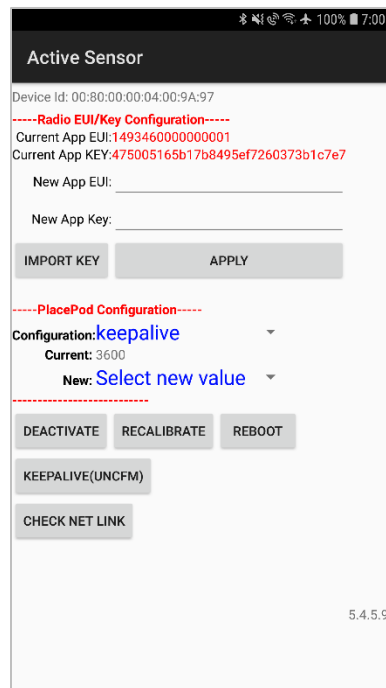 100% 7:00
Active Sensor
Device Id: 00:80:00:00:04:00:9A:97
-----Radio EUI/Key Configuration-----
Current App EUI:1493460000000001
Current App KEY:475005165b17b8495ef7260373b1c7e7
New App EUI:
New App Key:
IMPORT KEY APPLY
-----PlacePod Configuration-----
Configuration:keepalive
Current: 3600
New: Select new value
---------------------------
DEACTIVATE RECALIBRATE REBOOT
KEEPALIVE(UNCFM)
CHECK NET LINK
5.4.5.9